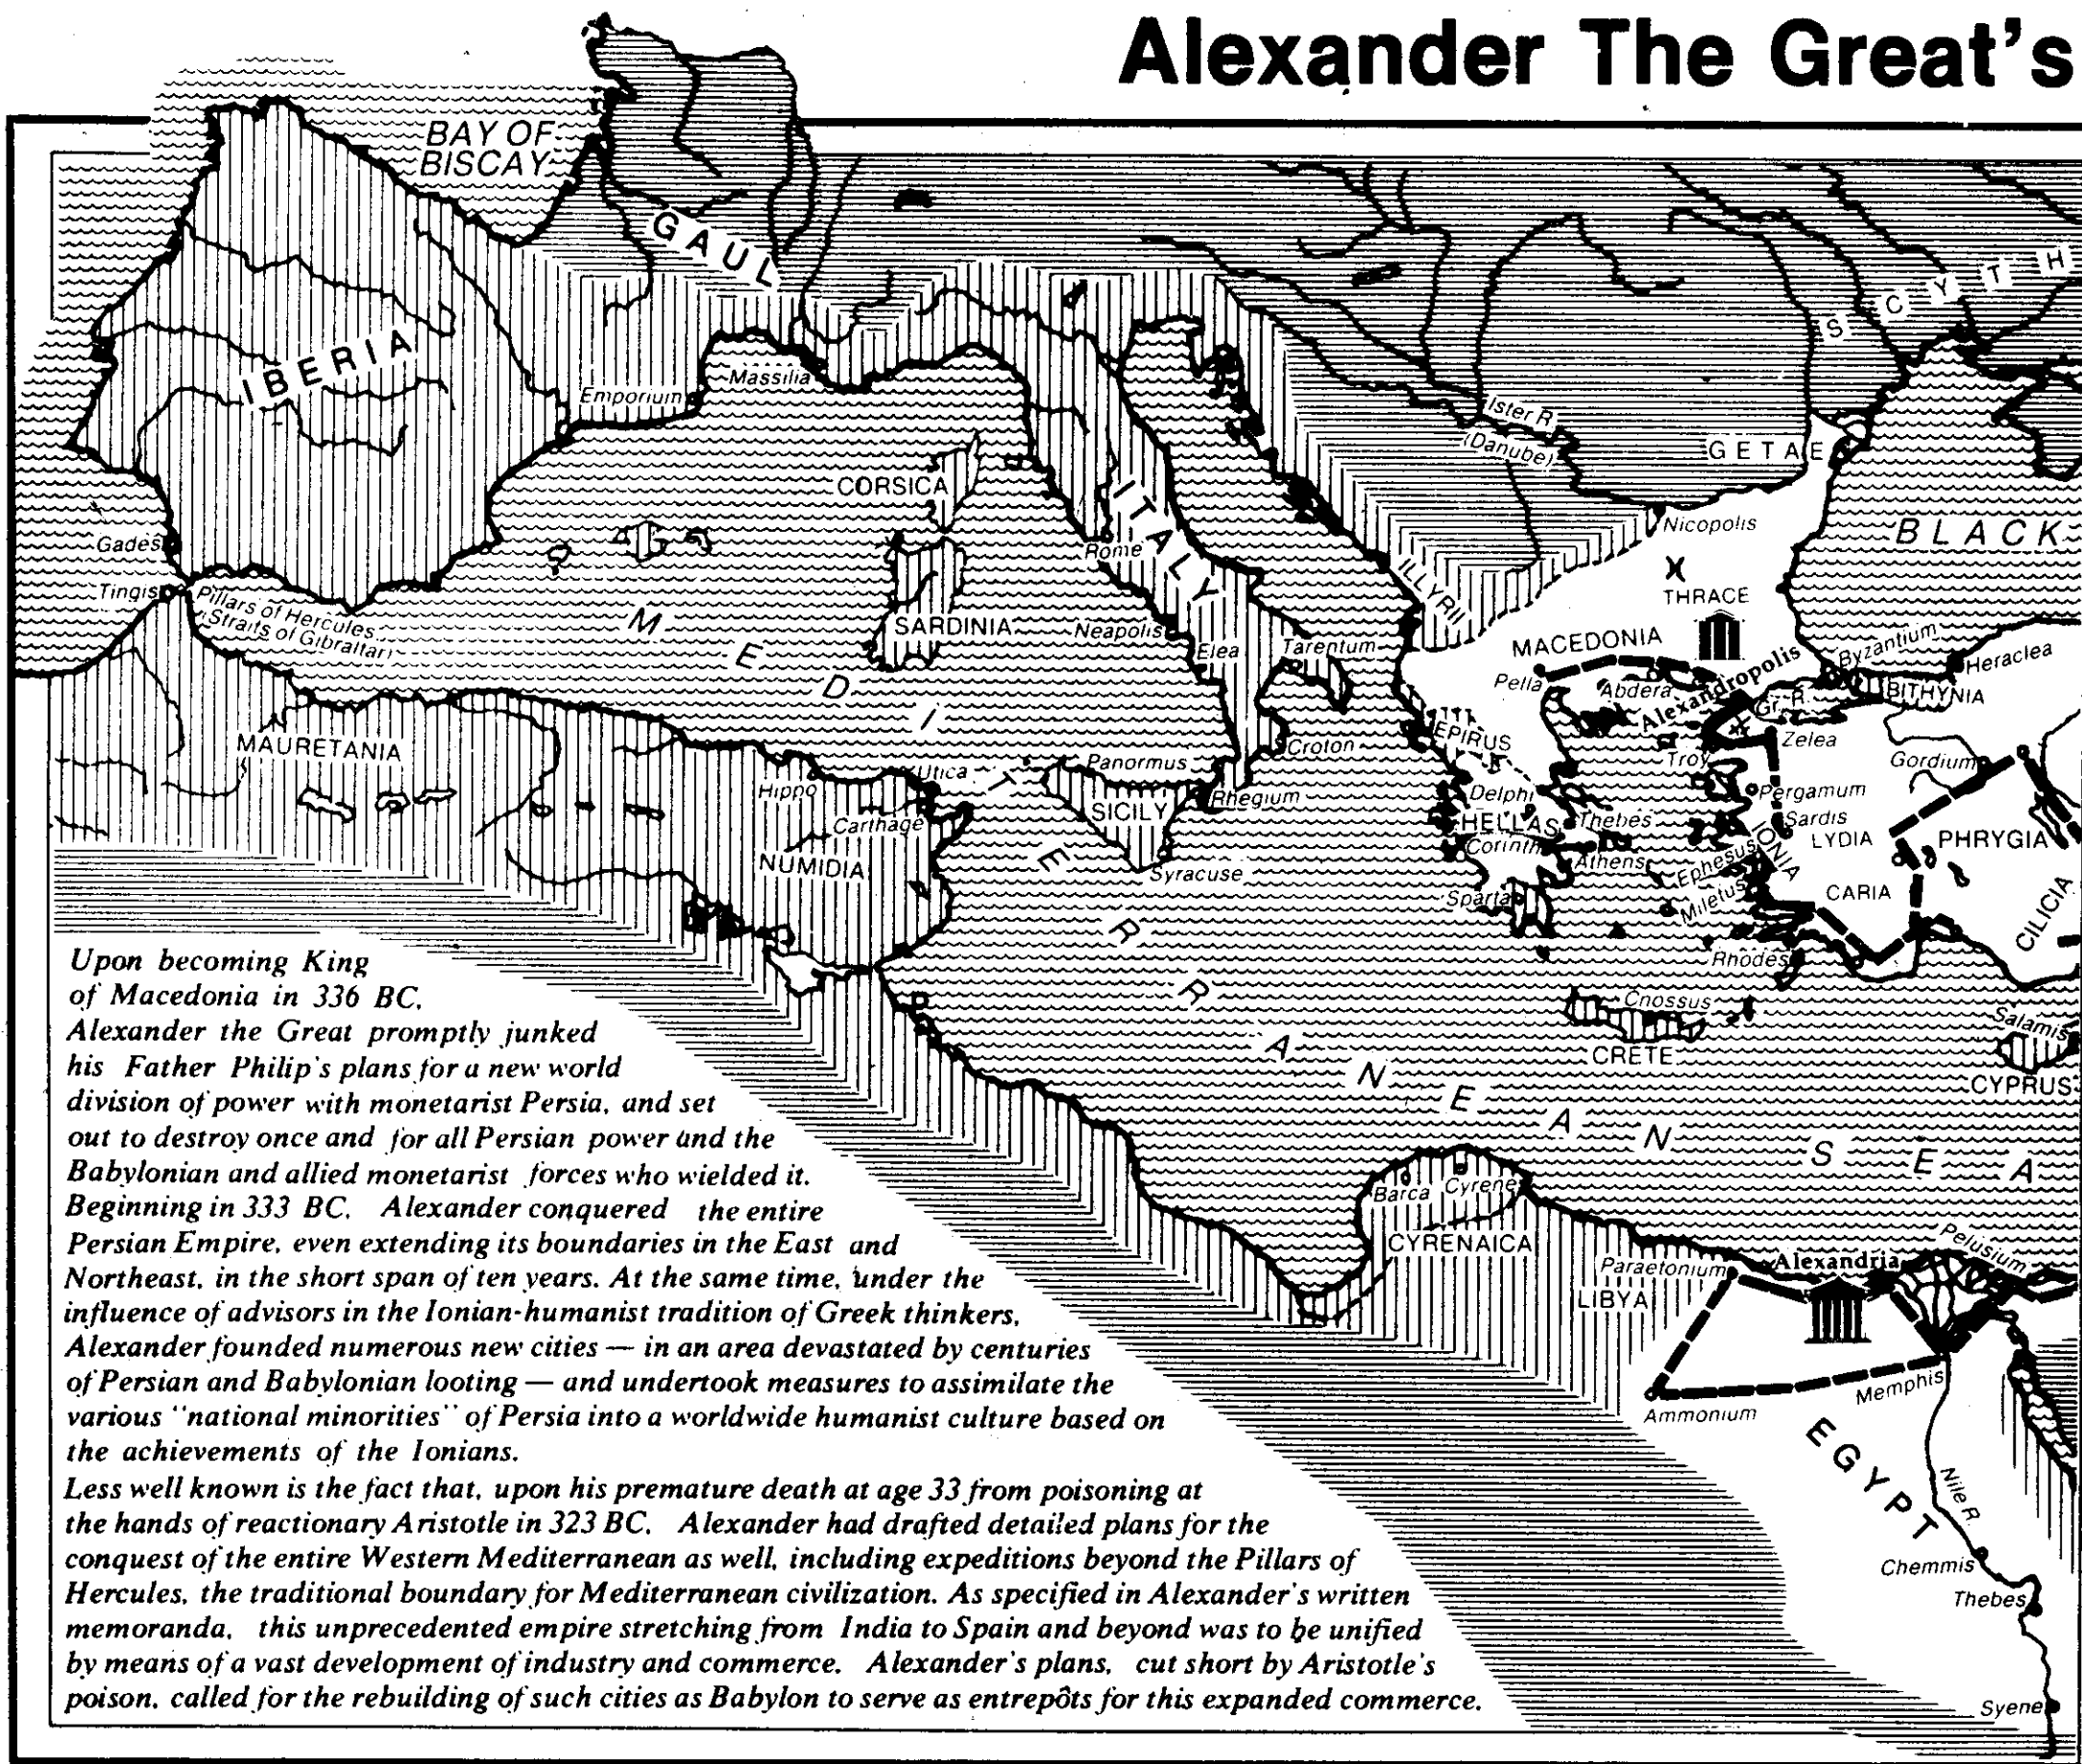 Alexander The Great's
BAY OF
BISCAY
GAUL
SCYTH
IBERIA
Massilia
Emporium
Ister R.
(Danube)
GETAE
CORSICA
ITALY
BLACK
Nicopolis
Gades
Rome
ILLYRII
THRACE
Tingis
Pillars of Hercules
(Straits of Gibraltar)
SARDINIA
Neapolis
Elea
Tarentum
MACEDONIA
Byzantium
Heraclea
Pella
Abdera
Alexandropolis
BITHYNIA
Gr. R.
MEDITERRANEAN SEA
MAURETANIA
EPIRUS
Croton
Zelea
Troy
Gordium
Utica
Panormus
Hippo
Delphi
Pergamum
SICILY
Rhegium
Carthage
HELLAS
Thebes
Sardis
IONIA
LYDIA
PHRYGIA
Corinth
Athens
NUMIDIA
Syracuse
Ephesus
Sparta
Miletus
CARIA
CILICIA
Rhodes
Cnossus
CRETE
Salamis
CYPRUS
Barca
Cyrene
CYRENAICA
Pelusium
Alexandria
Paraetonium
LIBYA
Memphis
Ammonium
EGYPT
Nile R.
Chemmis
Thebes
Syene
Upon becoming King
of Macedonia in 336 BC,
Alexander the Great promptly junked
his Father Philip's plans for a new world
division of power with monetarist Persia, and set
out to destroy once and for all Persian power and the
Babylonian and allied monetarist forces who wielded it.
Beginning in 333 BC, Alexander conquered the entire
Persian Empire, even extending its boundaries in the East and
Northeast, in the short span of ten years. At the same time, under the
influence of advisors in the Ionian-humanist tradition of Greek thinkers,
Alexander founded numerous new cities — in an area devastated by centuries
of Persian and Babylonian looting — and undertook measures to assimilate the
various "national minorities" of Persia into a worldwide humanist culture based on
the achievements of the Ionians.
Less well known is the fact that, upon his premature death at age 33 from poisoning at
the hands of reactionary Aristotle in 323 BC, Alexander had drafted detailed plans for the
conquest of the entire Western Mediterranean as well, including expeditions beyond the Pillars of
Hercules, the traditional boundary for Mediterranean civilization. As specified in Alexander's written
memoranda, this unprecedented empire stretching from India to Spain and beyond was to be unified
by means of a vast development of industry and commerce. Alexander's plans, cut short by Aristotle's
poison, called for the rebuilding of such cities as Babylon to serve as entrepôts for this expanded commerce.